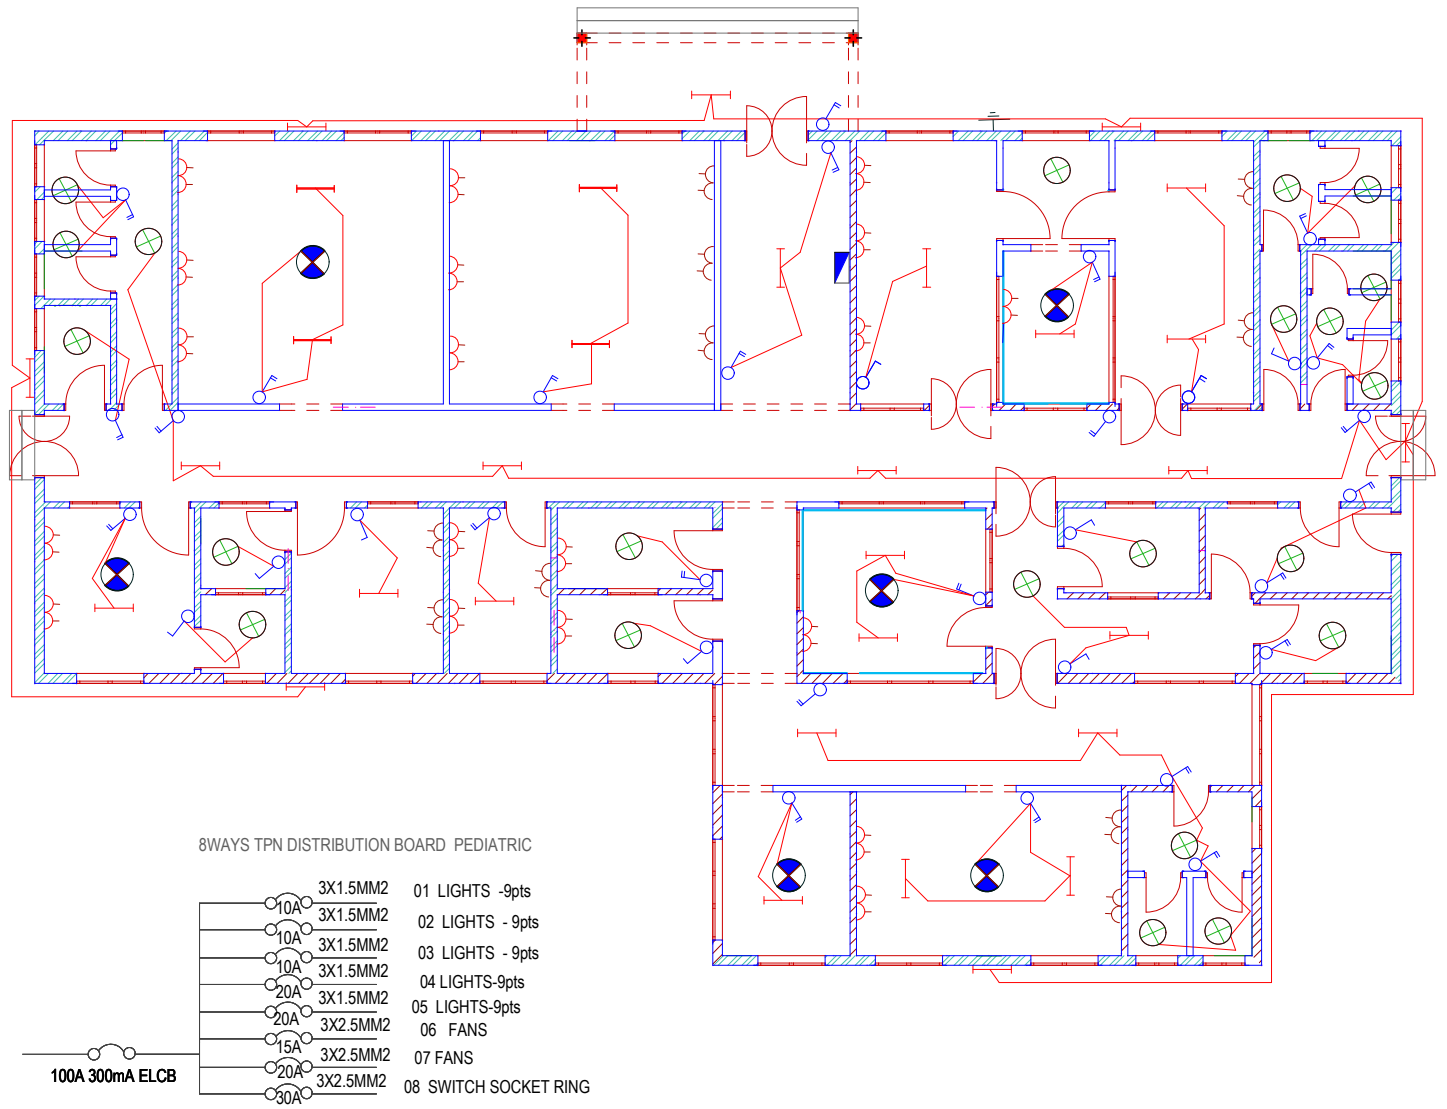 8WAYS TPN DISTRIBUTION BOARD PEDIATRIC
10A 3X1.5MM2 01 LIGHTS -9pts
10A 3X1.5MM2 02 LIGHTS - 9pts
10A 3X1.5MM2 03 LIGHTS - 9pts
20A 3X1.5MM2 04 LIGHTS-9pts
20A 3X1.5MM2 05 LIGHTS-9pts
15A 3X2.5MM2 06 FANS
20A 3X2.5MM2 07 FANS
30A 3X2.5MM2 08 SWITCH SOCKET RING
100A 300mA ELCB